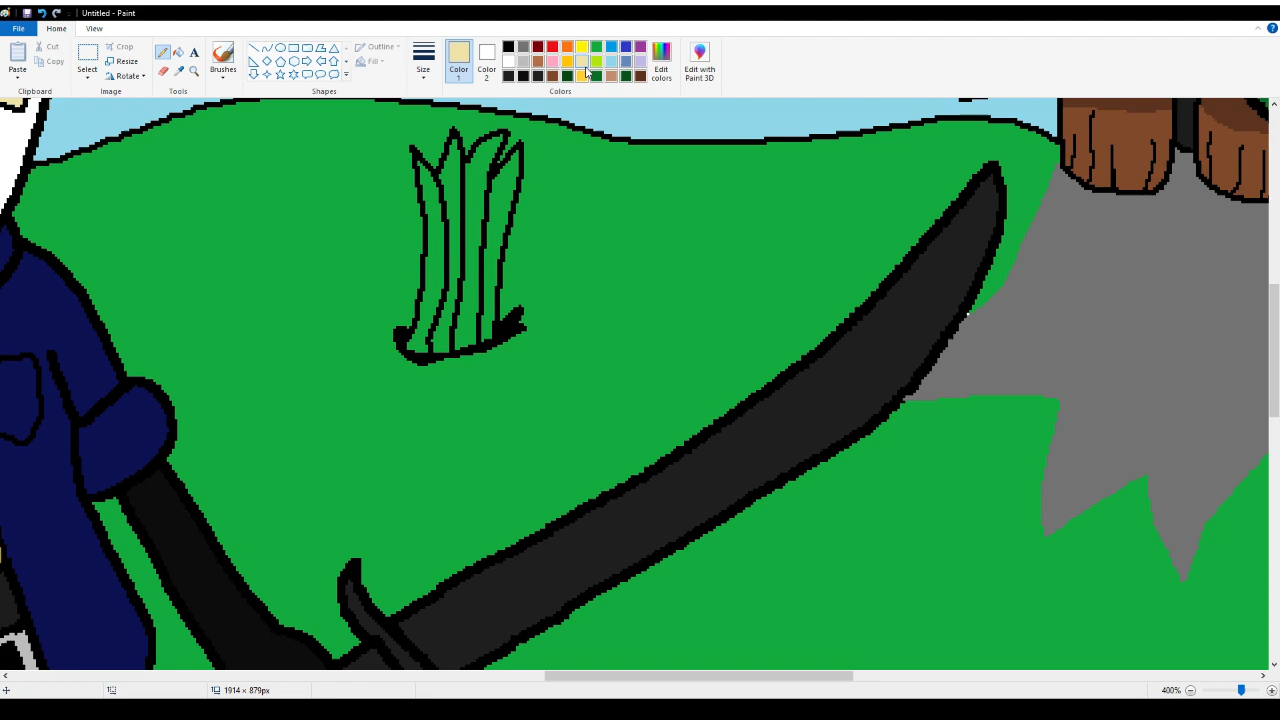 Untitled - Paint
File Home View
Paste
Cut
Copy
Clipboard
Select
Crop
Resize
Rotate
Image
A
Tools
Brushes
Outline
Fill
Shapes
Size
Color 1
Color 2
Edit colors
Colors
Edit with Paint 3D
1914 × 879px
400%